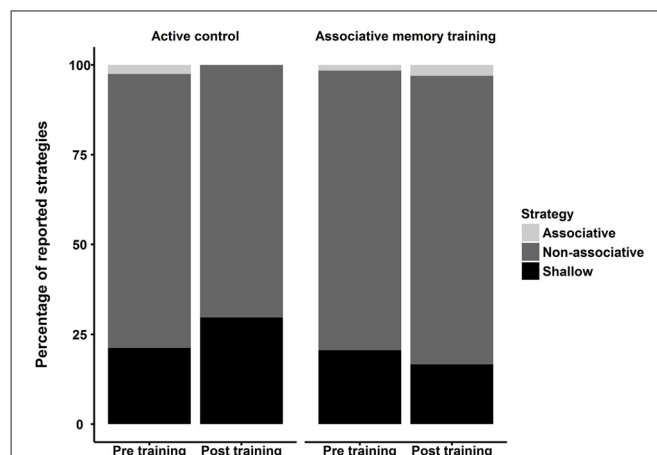 Active control
Associative memory training
Percentage of reported strategies
100
75
50
25
0
Strategy
Associative
Non-associative
Shallow
Pre training
Post training
Pre training
Post training